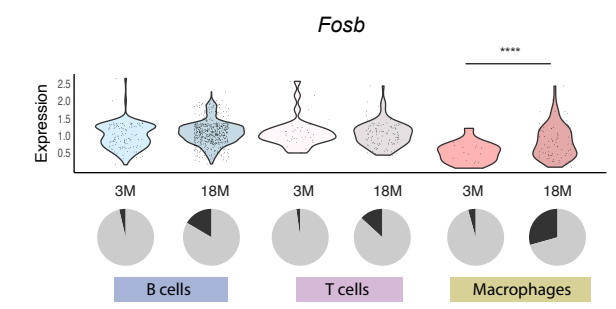 Fosb
****
Expression
2.5
2.0
1.5
1.0
0.5
3M 18M 3M 18M 3M 18M
B cells T cells Macrophages